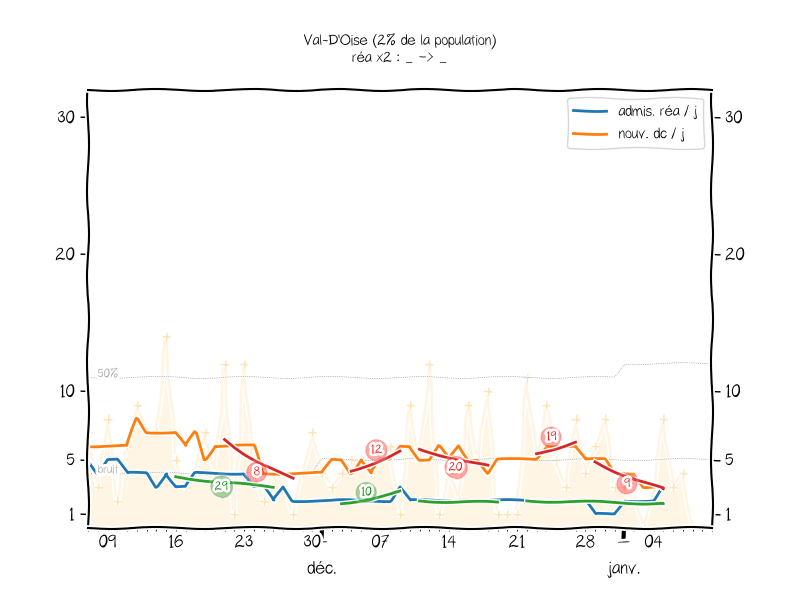 Val-D'Oise (2% de la population)
réa x2 : _ -> _
admis. réa / j
nouv. dc / j
30 30
20 20
10 10
5 5
1 1
50%
bruit
29 8 10 12 20 19 9
09 16 23 30 07 14 21 28 04
déc. janv.